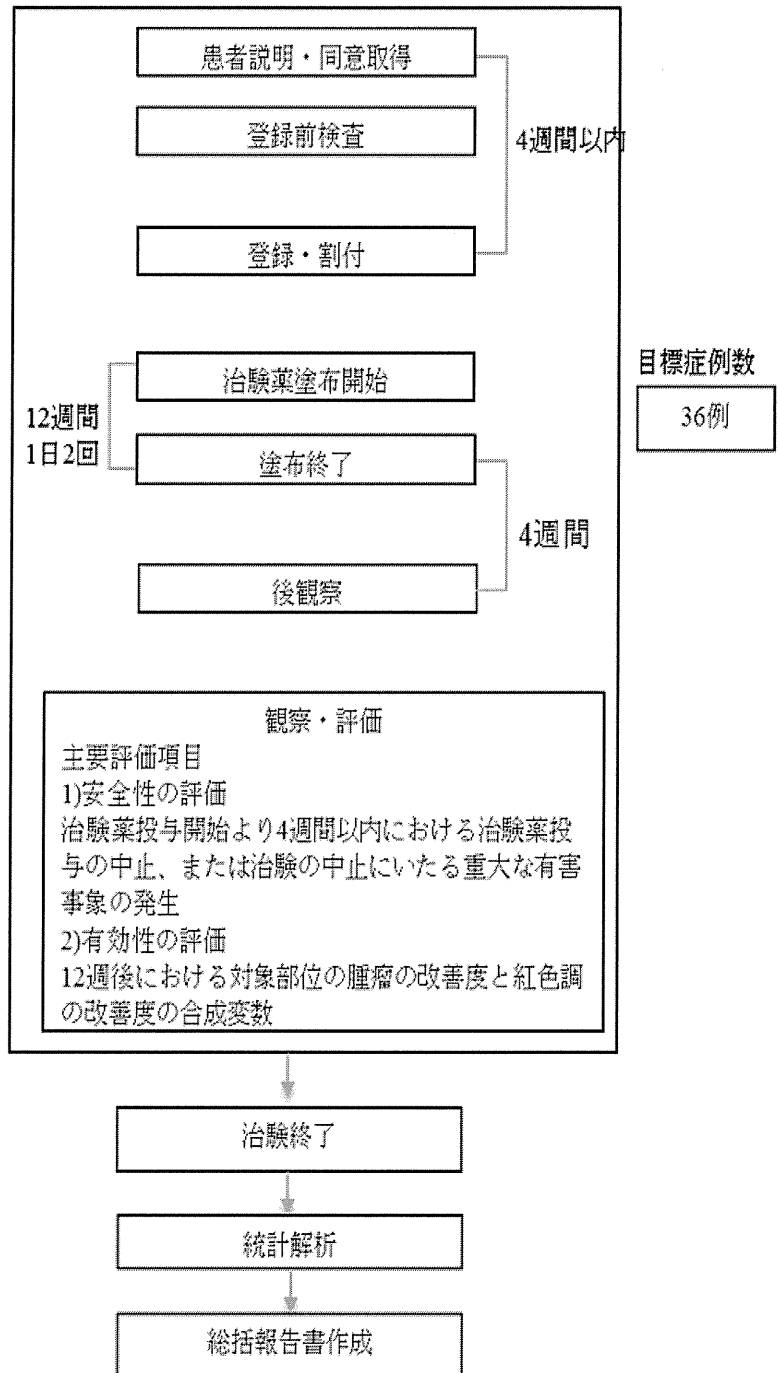 患者説明・同意取得
登録前検査
4週間以内
登録・割付
治験薬塗布開始
12週間
1日2回
塗布終了
4週間
後観察
目標症例数
36例
観察・評価
主要評価項目
1)安全性の評価
治験薬投与開始より4週間以内における治験薬投
与の中止、または治験の中止にいたる重大な有害
事象の発生
2)有効性の評価
12週後における対象部位の腫瘤の改善度と紅色調
の改善度の合成変数
治験終了
統計解析
総括報告書作成